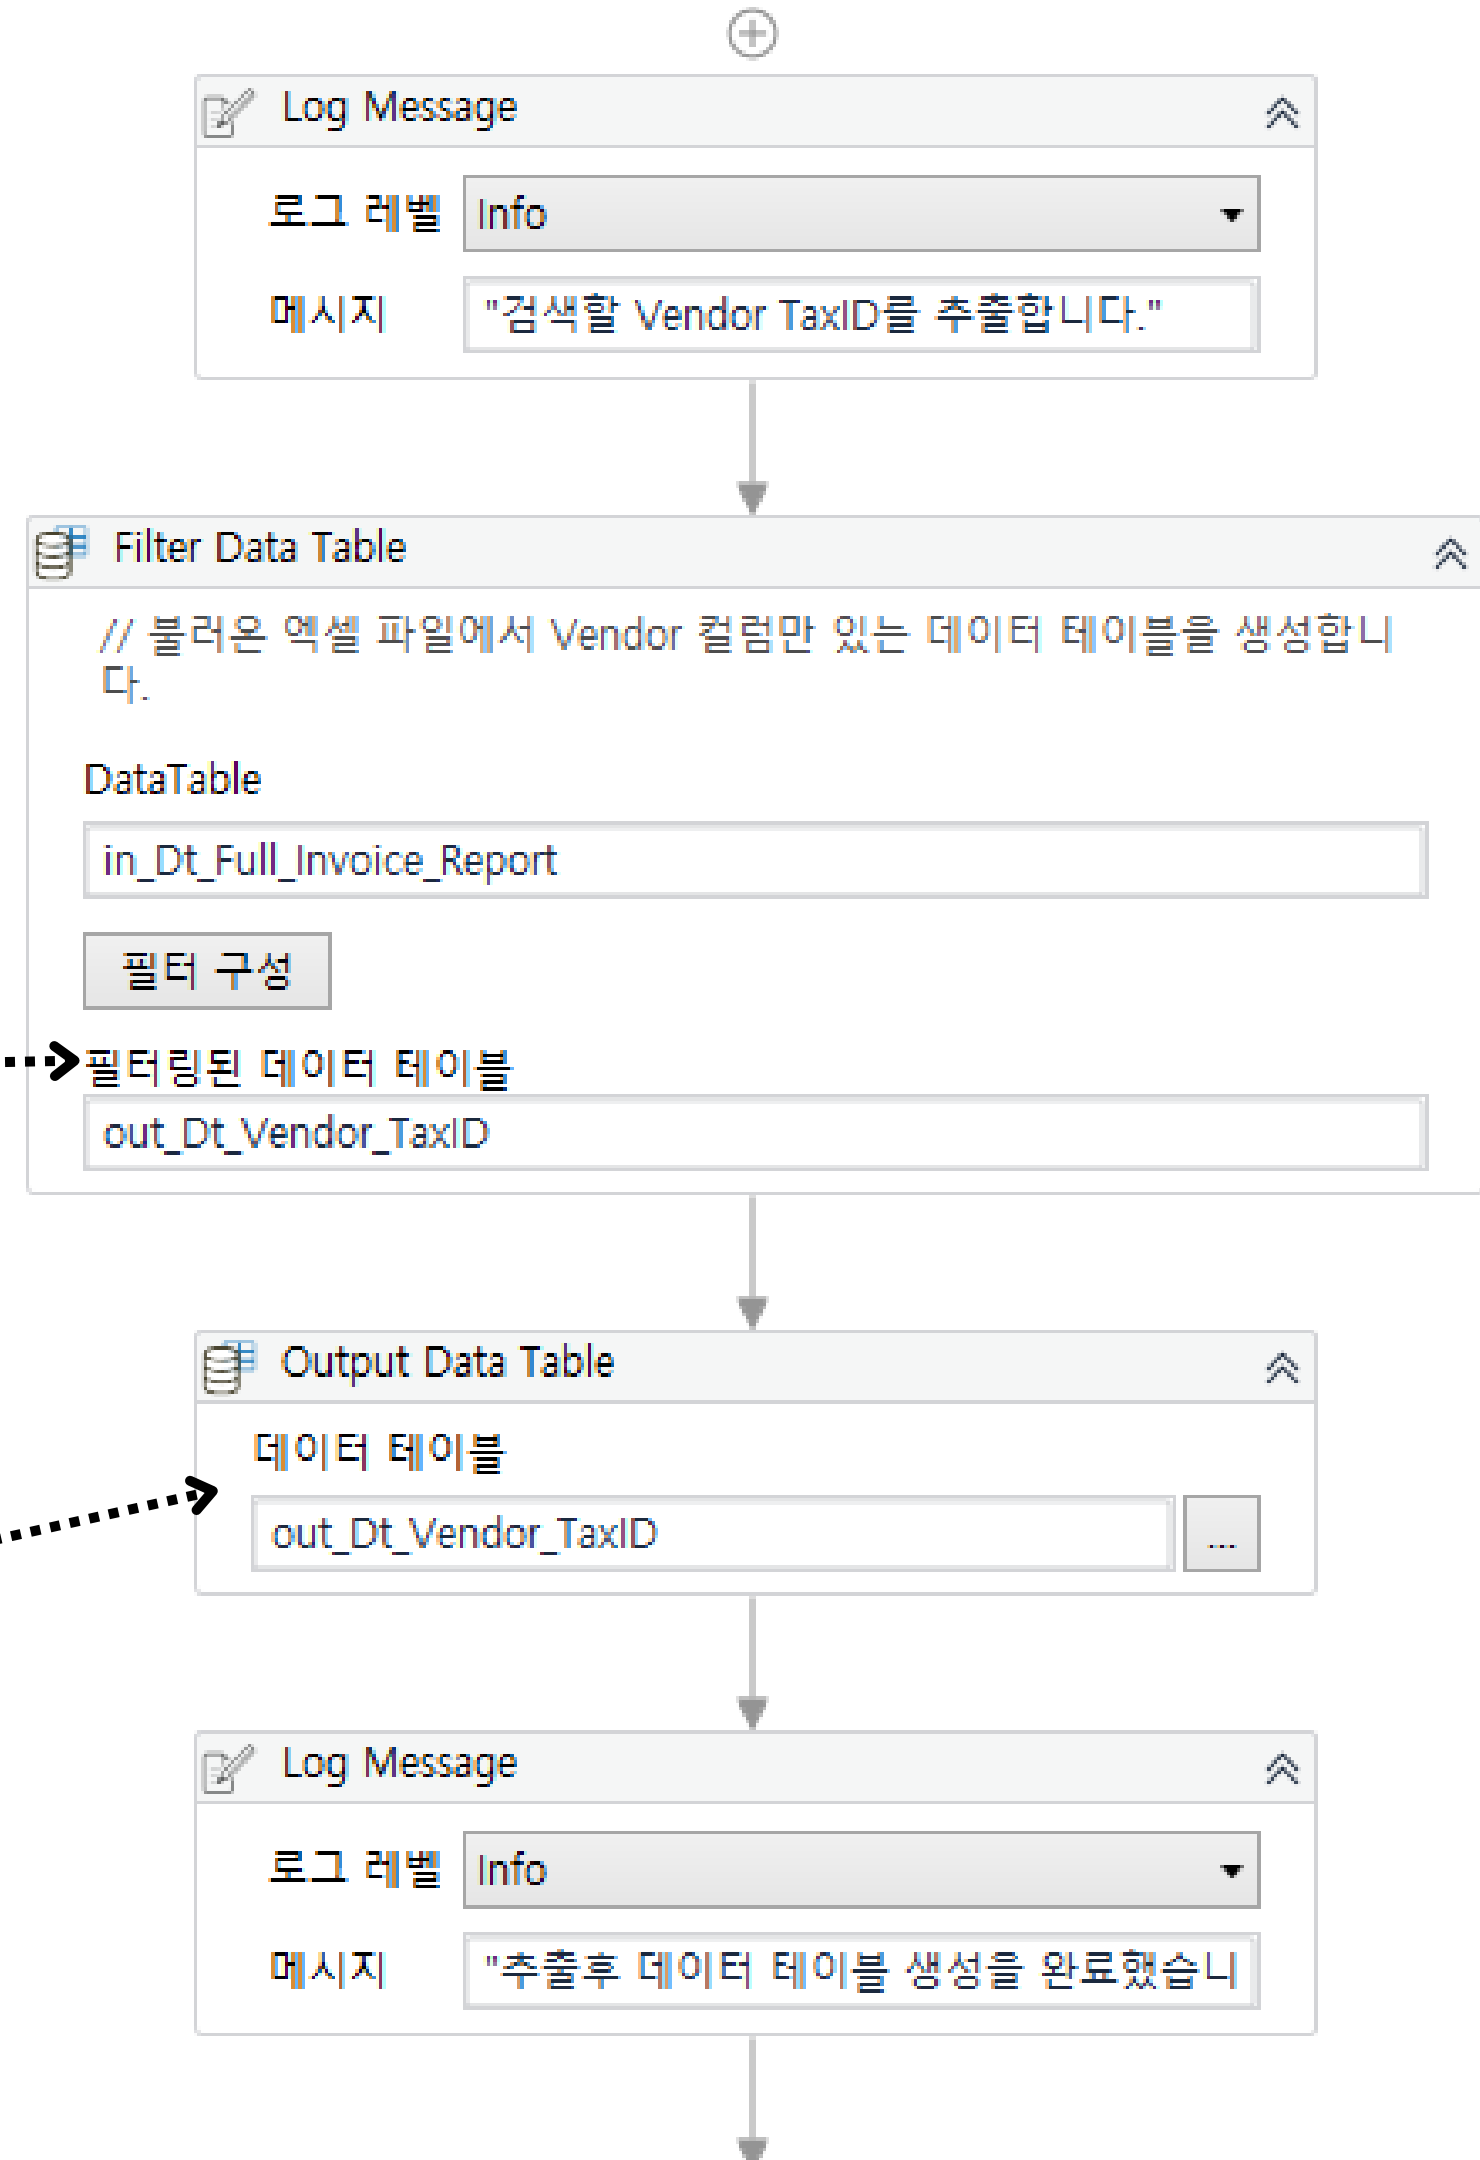 Log Message
로그 레벨 Info
메시지 "검색할 Vendor TaxID를 추출합니다."
Filter Data Table
// 불러온 엑셀 파일에서 Vendor 컬럼만 있는 데이터 테이블을 생성합니
다.
DataTable
in_Dt_Full_Invoice_Report
필터 구성
필터링된 데이터 테이블
out_Dt_Vendor_TaxID
Output Data Table
데이터 테이블
out_Dt_Vendor_TaxID ...
Log Message
로그 레벨 Info
메시지 "추출후 데이터 테이블 생성을 완료했습니